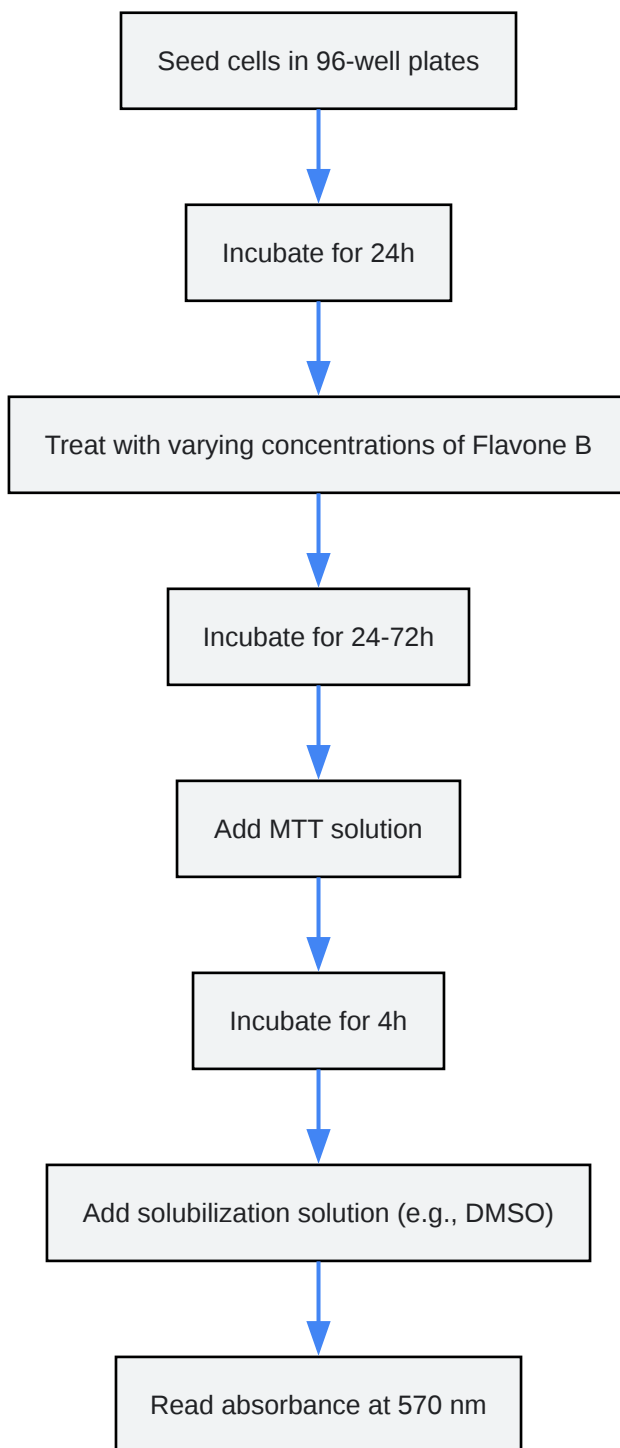 Seed cells in 96-well plates
Incubate for 24h
Treat with varying concentrations of Flavone B
Incubate for 24-72h
Add MTT solution
Incubate for 4h
Add solubilization solution (e.g., DMSO)
Read absorbance at 570 nm